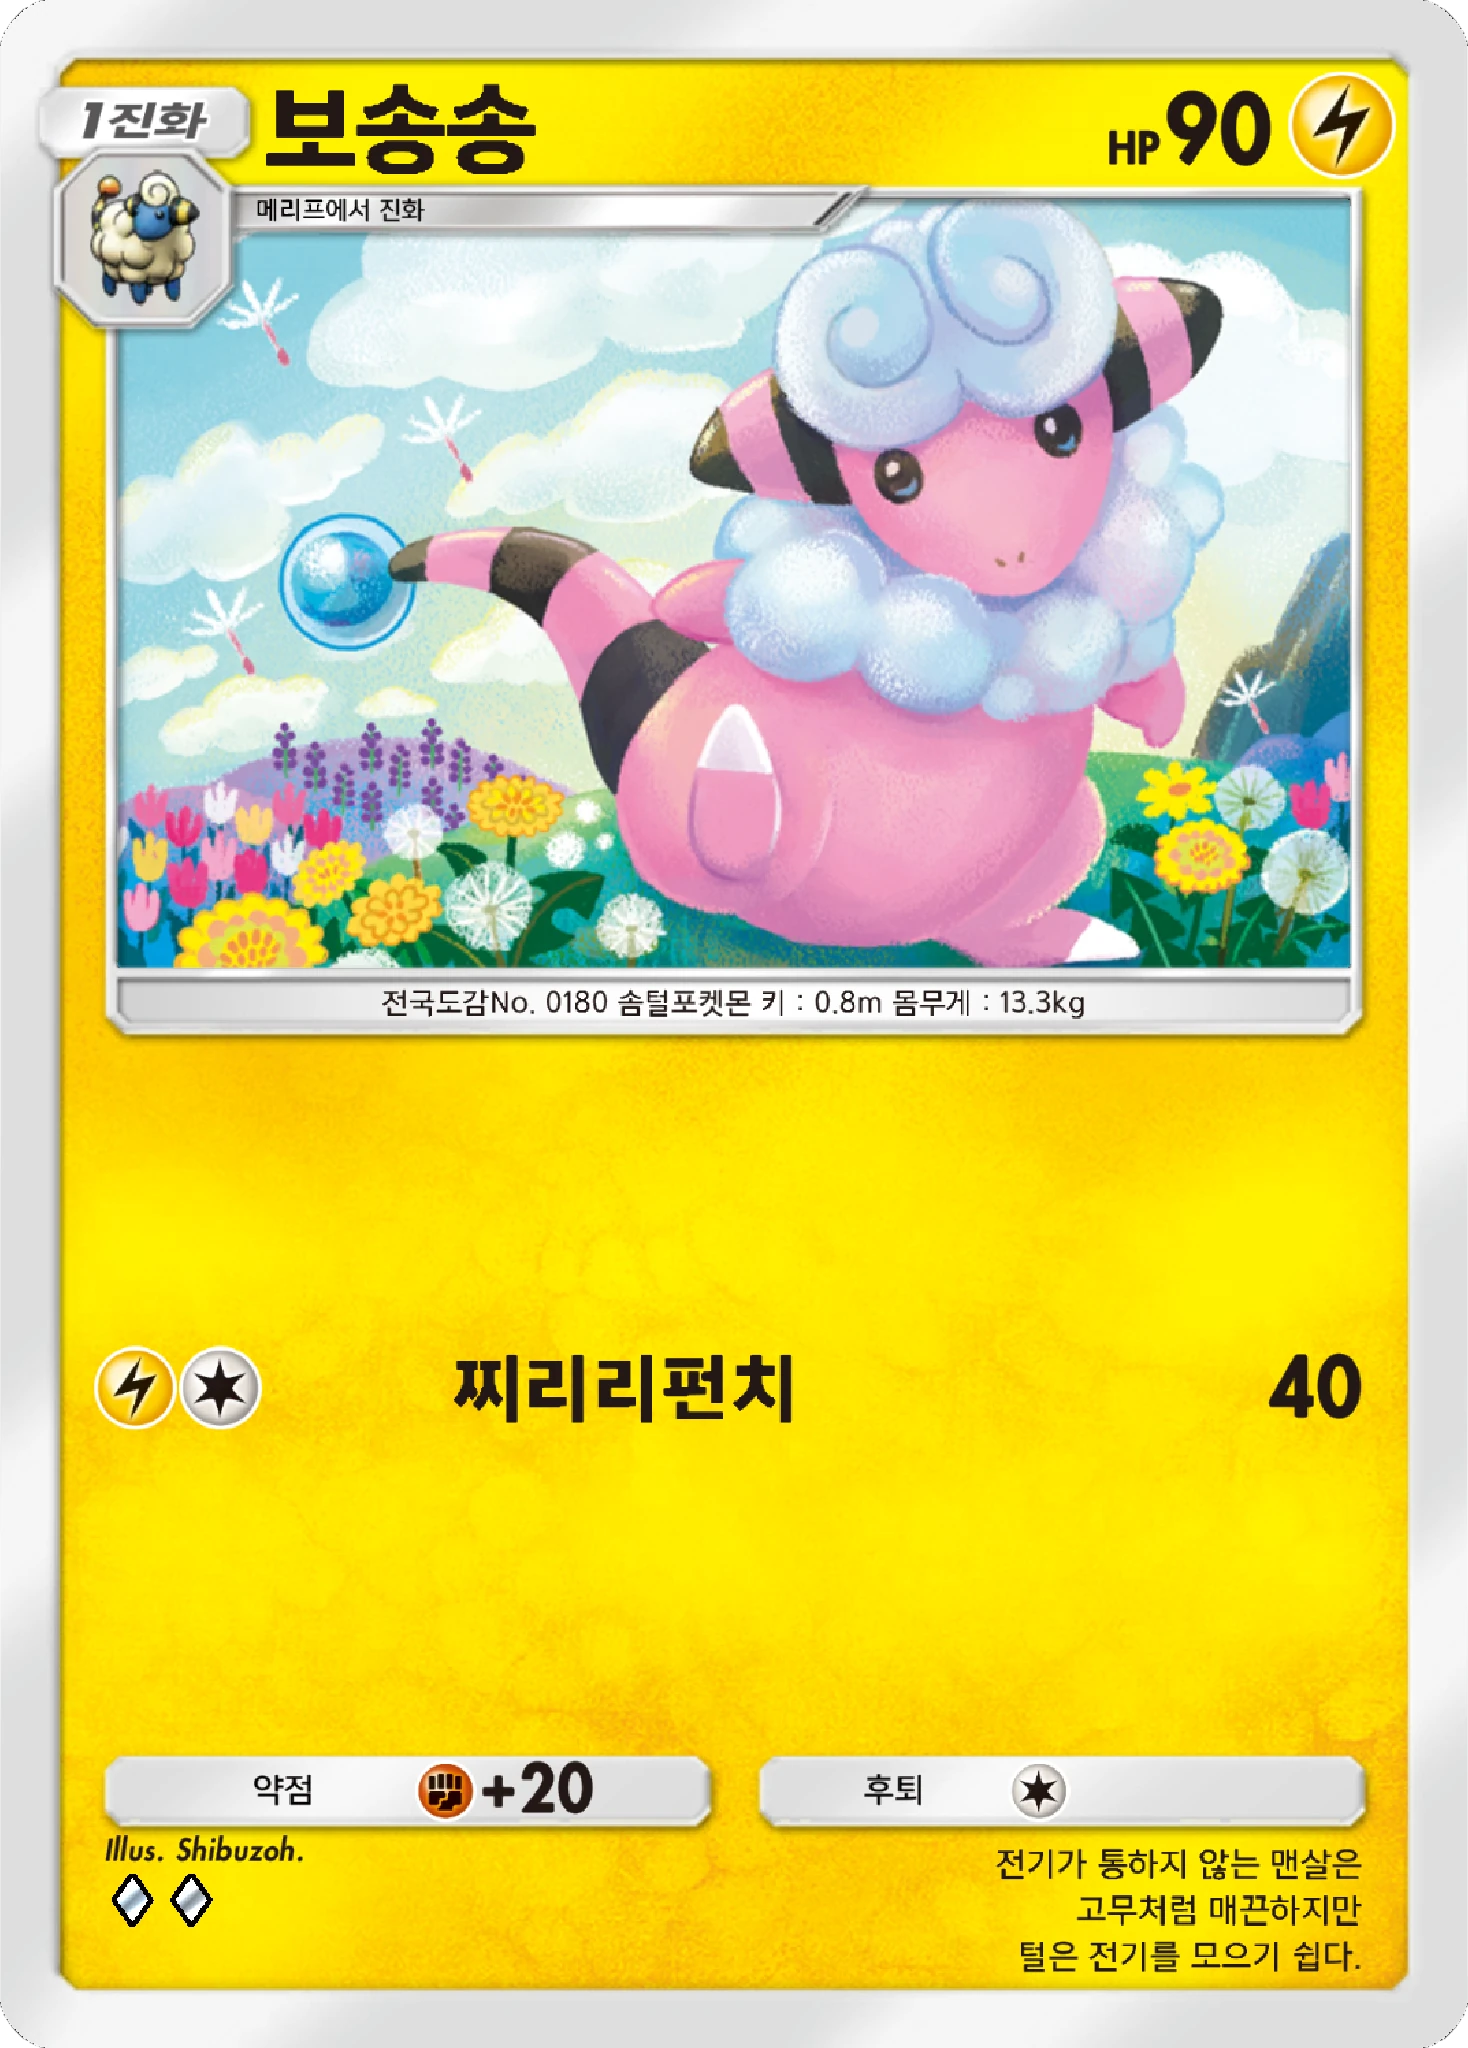 1진화
보송송
HP 90
메리프에서 진화
전국도감No. 0180 솜털포켓몬 키 : 0.8m 몸무게 : 13.3kg
찌리리펀치 40
약점 +20
후퇴
Illus. Shibuzoh.
전기가 통하지 않는 맨살은
고무처럼 매끈하지만
털은 전기를 모으기 쉽다.